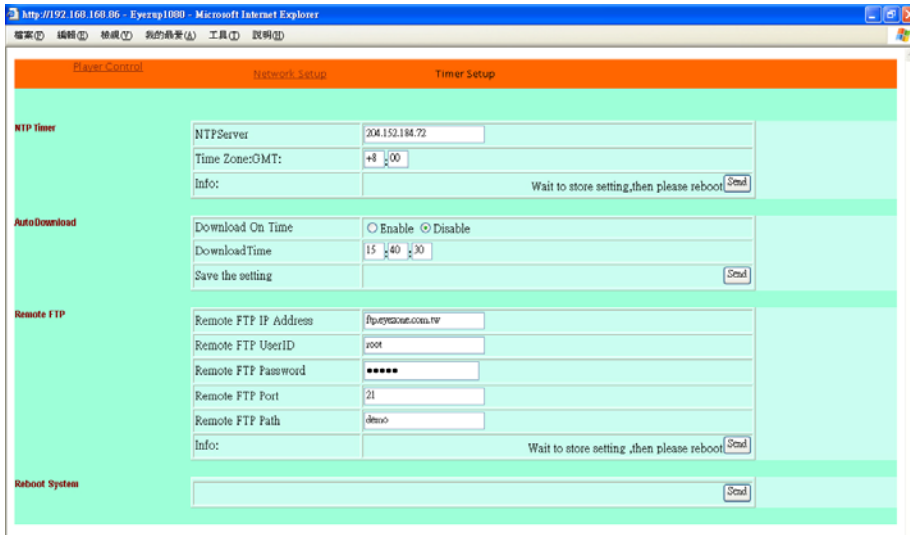 http://192.168.168.86 - Eyezup1080 - Microsoft Internet Explorer
檔案(F) 編輯(E) 檢視(V) 我的最愛(A) 工具(T) 說明(H)
Player Control Network Setup Timer Setup
NTP Timer
NTPServer 204.152.184.72
Time Zone:GMT: +8 : 00
Info: Wait to store setting,then please reboot Send
AutoDownload
Download On Time Enable Disable
DownloadTime 15 : 40 : 30
Save the setting Send
Remote FTP
Remote FTP IP Address ftp.eyezone.com.tw
Remote FTP UserID root
Remote FTP Password •••••
Remote FTP Port 21
Remote FTP Path demo
Info: Wait to store setting ,then please reboot Send
Reboot System Send